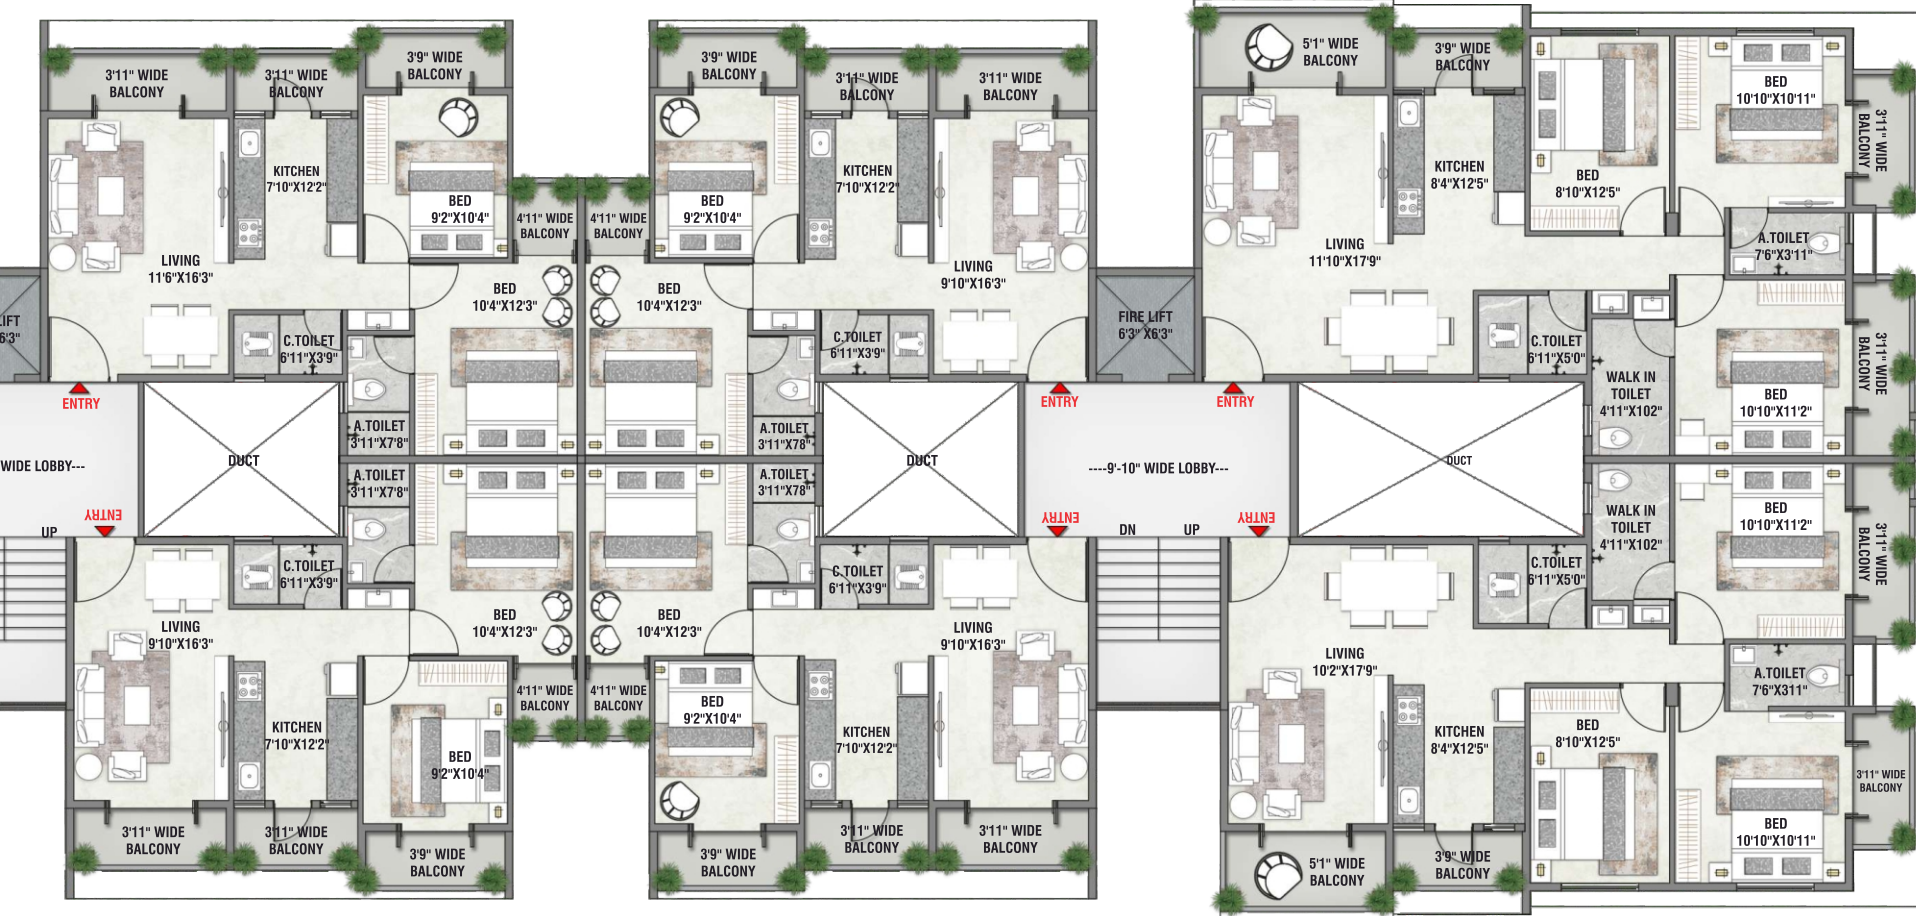 3'11" WIDE
BALCONY
3'11" WIDE
BALCONY
3'9" WIDE
BALCONY
3'9" WIDE
BALCONY
3'11" WIDE
BALCONY
3'11" WIDE
BALCONY
5'1" WIDE
BALCONY
3'9" WIDE
BALCONY
BED
10'10"X10'11"
3'11" WIDE
BALCONY
KITCHEN
7'10"X12'2"
BED
9'2"X10'4"
4'11" WIDE
BALCONY
4'11" WIDE
BALCONY
BED
9'2"X10'4"
KITCHEN
7'10"X12'2"
KITCHEN
8'4"X12'5"
BED
8'10"X12'5"
LIVING
11'6"X16'3"
BED
10'4"X12'3"
BED
10'4"X12'3"
LIVING
9'10"X16'3"
LIVING
11'10"X17'9"
A.TOILET
7'6"X3'11"
LIFT
6'3"
C.TOILET
6'11"X3'9"
C.TOILET
6'11"X3'9"
FIRE LIFT
6'3" X6'3"
C.TOILET
6'11"X5'0"
3'11" WIDE
BALCONY
WALK IN
TOILET
4'11"X102"
BED
10'10"X11'2"
ENTRY
ENTRY
ENTRY
A.TOILET
3'11"X7'8"
A.TOILET
3'11"X78"
WIDE LOBBY---
DUCT
DUCT
----9'-10" WIDE LOBBY---
DUCT
A.TOILET
3'11"X7'8"
A.TOILET
3'11"X78"
ENTRY
ENTRY
ENTRY
UP
DN
UP
WALK IN
TOILET
4'11"X102"
BED
10'10"X11'2"
3'11" WIDE
BALCONY
C.TOILET
6'11"X3'9"
C.TOILET
6'11"X3'9"
C.TOILET
6'11"X5'0"
LIVING
9'10"X16'3"
BED
10'4"X12'3"
BED
10'4"X12'3"
LIVING
9'10"X16'3"
LIVING
10'2"X17'9"
A.TOILET
7'6"X311"
4'11" WIDE
BALCONY
4'11" WIDE
BALCONY
BED
9'2"X10'4"
KITCHEN
7'10"X12'2"
BED
9'2"X10'4"
KITCHEN
7'10"X12'2"
KITCHEN
8'4"X12'5"
BED
8'10"X12'5"
3'11" WIDE
BALCONY
3'11" WIDE
BALCONY
3'11" WIDE
BALCONY
3'9" WIDE
BALCONY
3'9" WIDE
BALCONY
3'11" WIDE
BALCONY
3'11" WIDE
BALCONY
5'1" WIDE
BALCONY
3'9" WIDE
BALCONY
BED
10'10"X10'11"